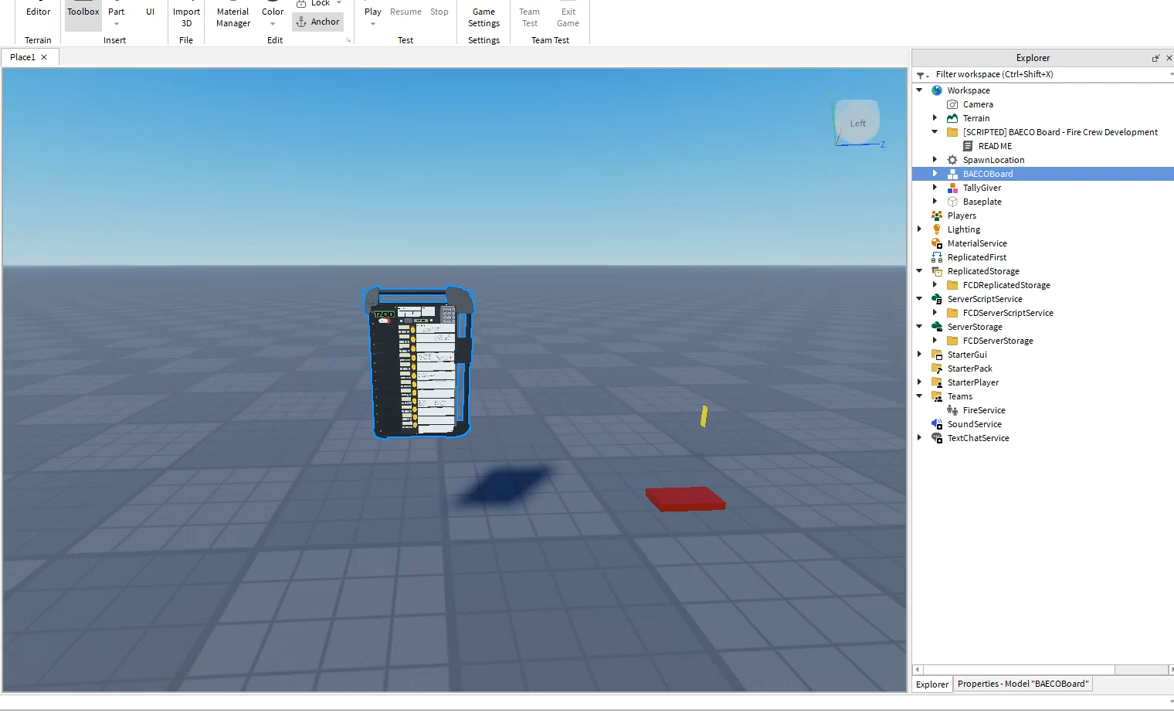 Editor
Toolbox
Part
UI
Import
3D
Material
Manager
Color
Lock
Anchor
Play
Resume
Stop
Game
Settings
Team
Test
Exit
Game
Terrain
Insert
File
Edit
Test
Settings
Team Test
Place1
Left
Z
Explorer
Filter workspace (Ctrl+Shift+X)
Workspace
Camera
Terrain
[SCRIPTED] BAECO Board - Fire Crew Development
README
SpawnLocation
BAECOBoard
TallyGiver
Baseplate
Players
Lighting
MaterialService
ReplicatedFirst
ReplicatedStorage
FCDReplicatedStorage
ServerScriptService
FCDServerScriptService
ServerStorage
FCDServerStorage
StarterGui
StarterPack
StarterPlayer
Teams
FireService
SoundService
TextChatService
Explorer
Properties - Model "BAECOBoard"